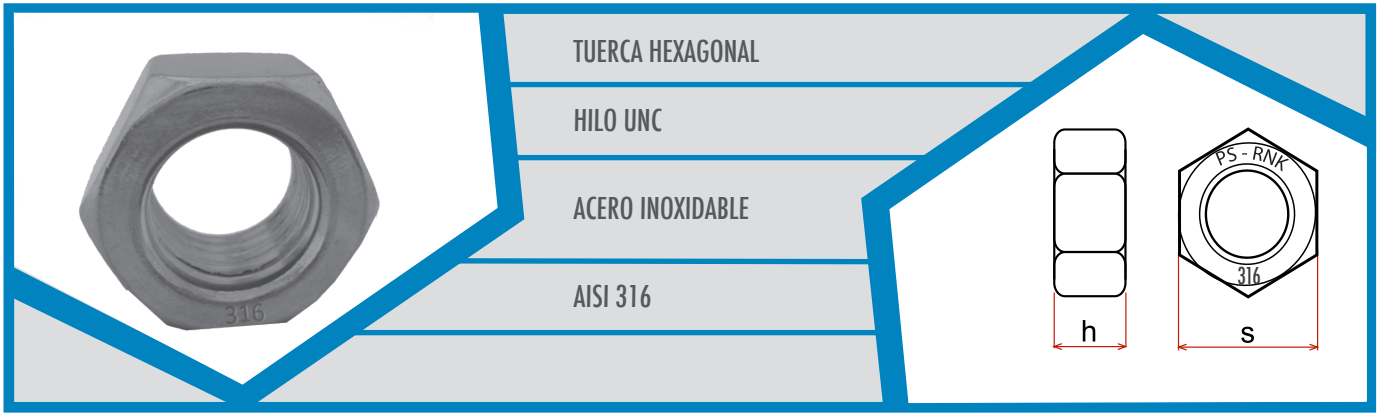 TUERCA HEXAGONAL
HILO UNC
ACERO INOXIDABLE
AISI 316
316
PS - RNK
316
h
s